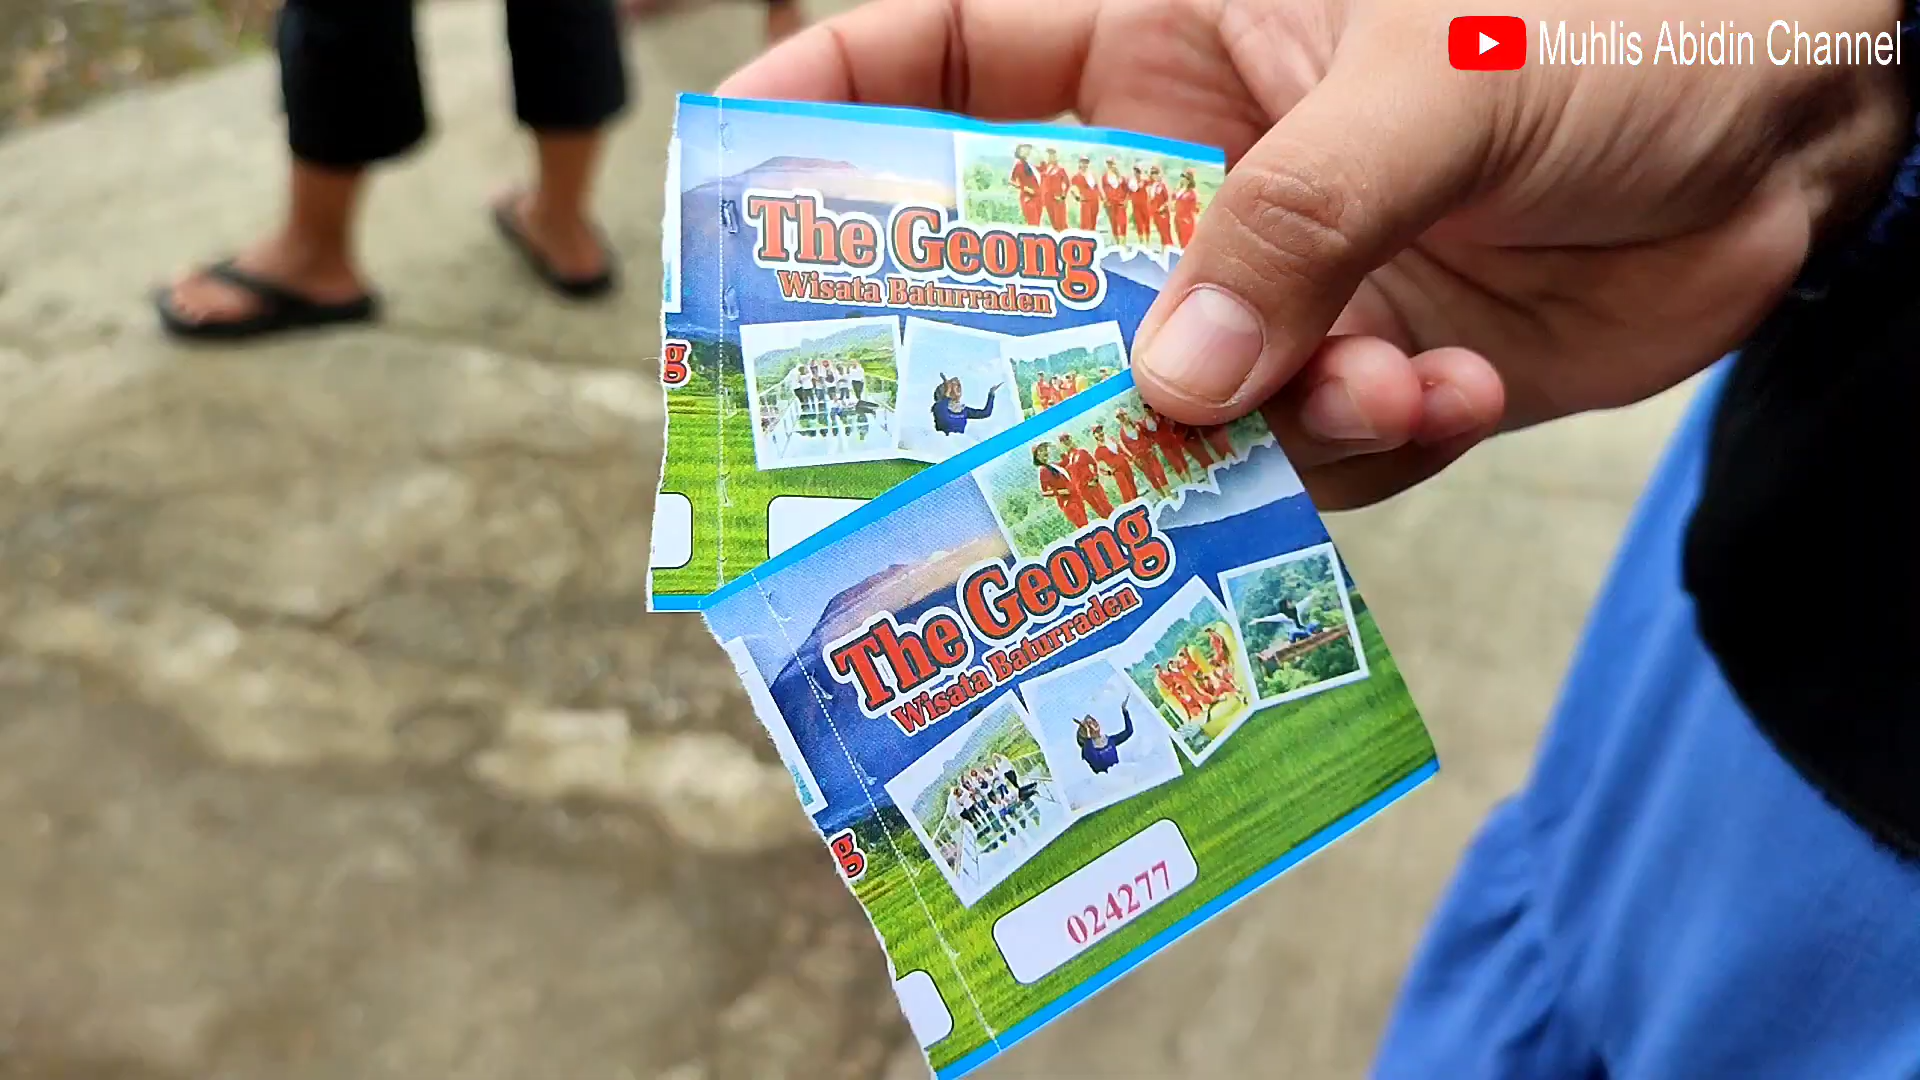 Muhlis Abidin Channel
The Geong
Wisata Baturraden
g
The Geong
Wisata Baturraden
g
024277